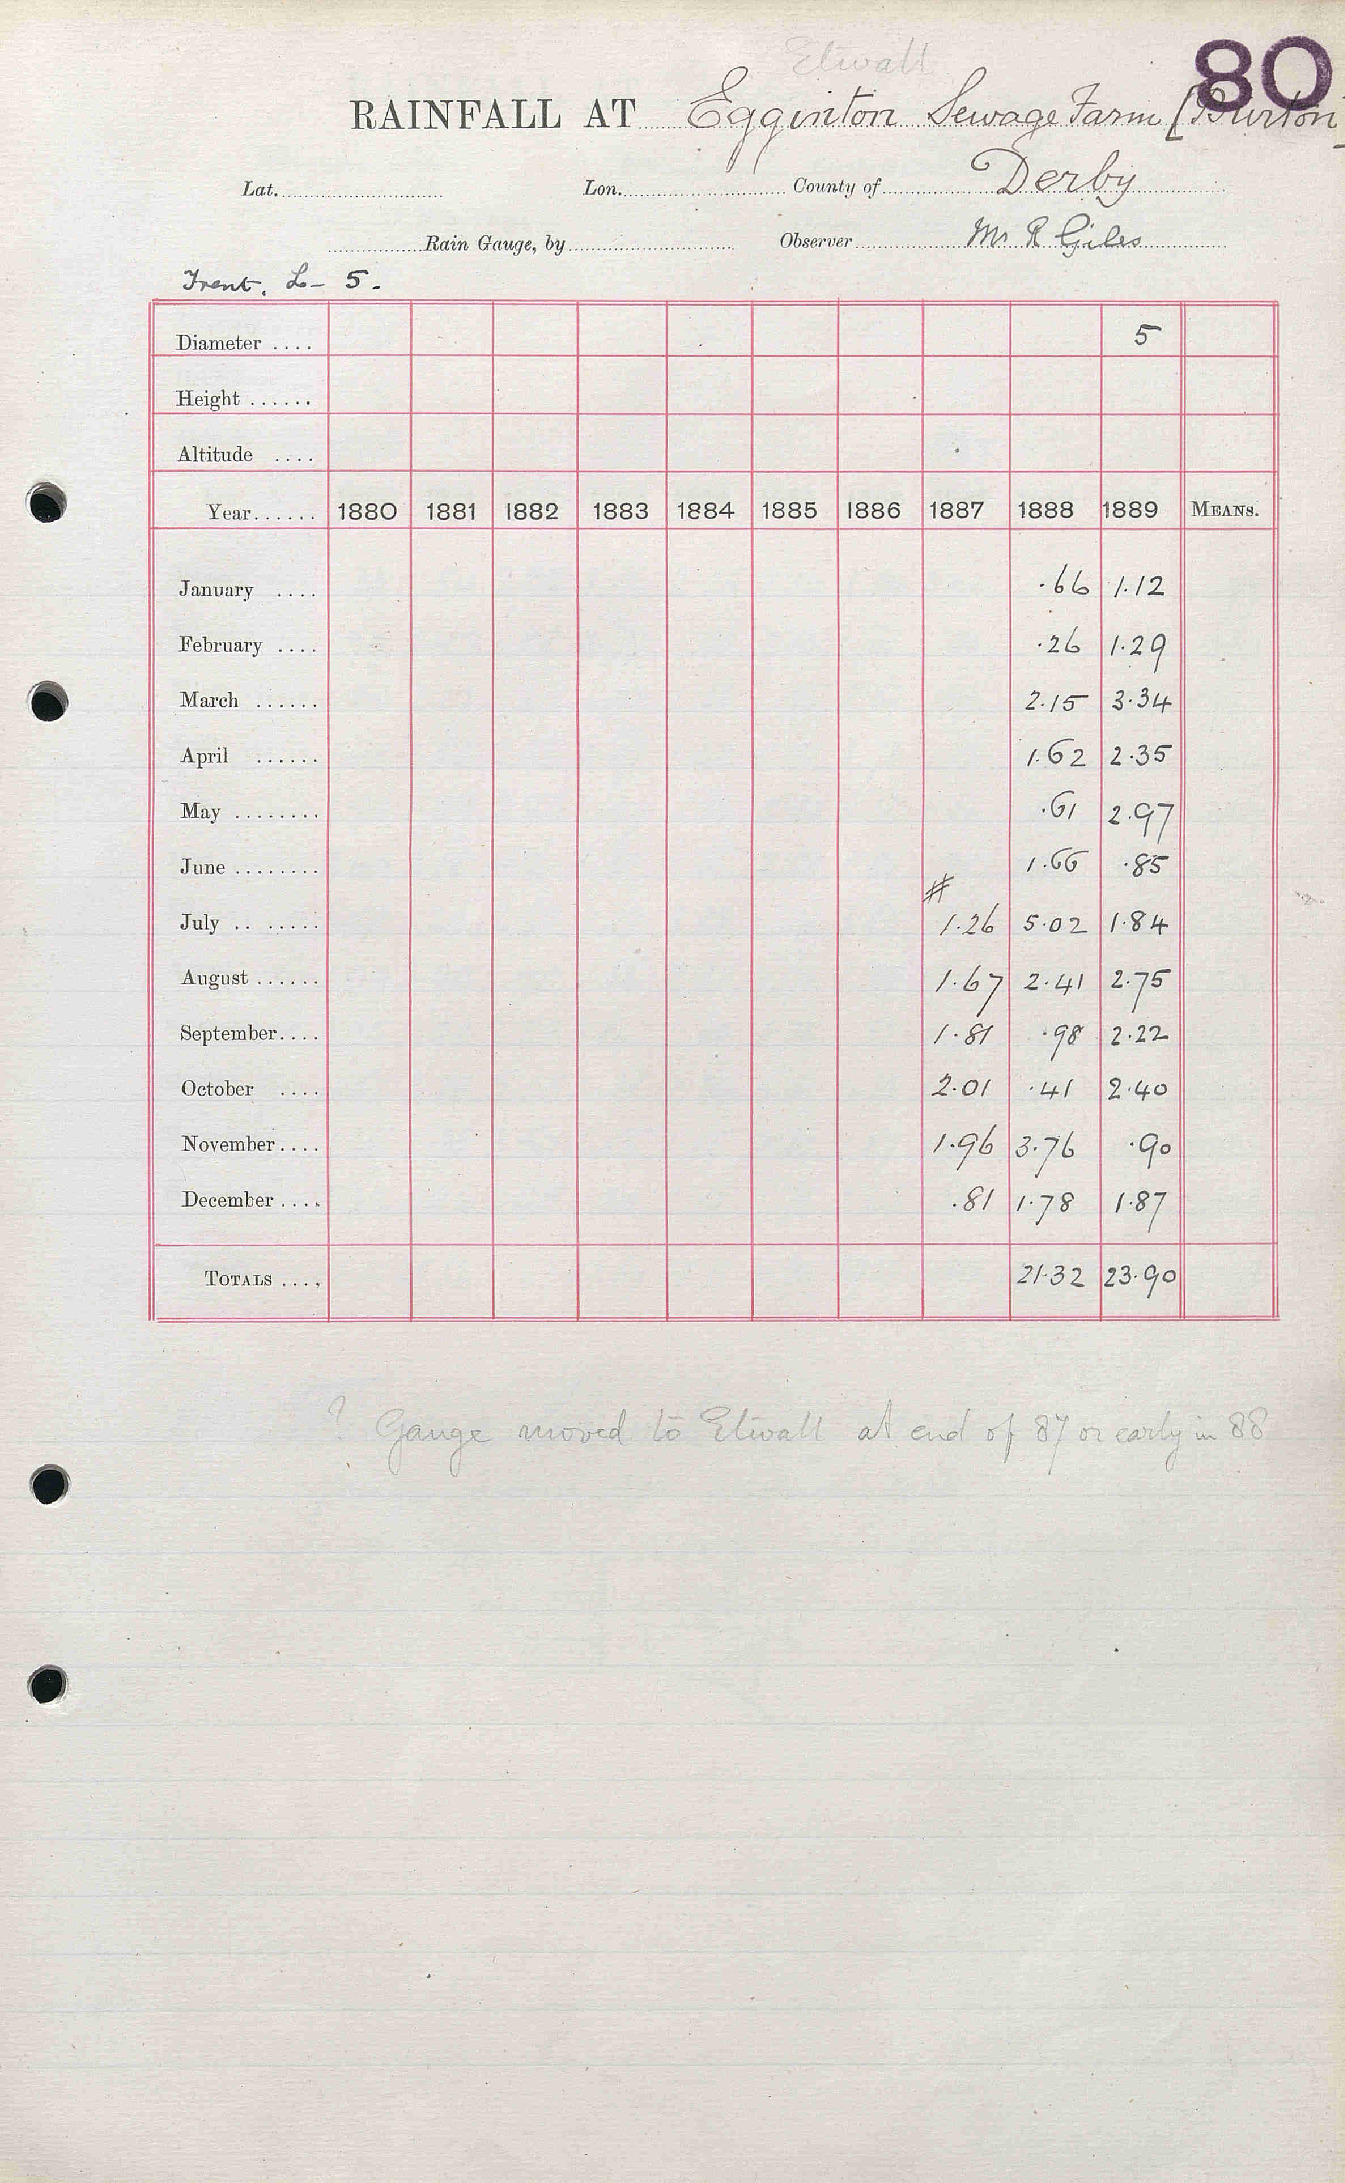 80
Etwall
RAINFALL AT Egginton Sewage Farm [Burton]
Lat. Lon. County of Derby
Rain Gauge, by Observer Mr R Giles
Trent. L- 5.
Diameter .... 5
Height ......
Altitude ....
Year...... 1880 1881 1882 1883 1884 1885 1886 1887 1888 1889 MEANS.
January .... .66 1.12
February .... .26 1.29
March ...... 2.15 3.34
April ...... 1.62 2.35
May ........ .61 2.97
June ........ 1.66 .85
#
July .. ...... 1.26 5.02 1.84
August ...... 1.67 2.41 2.75
September.... 1.81 .98 2.22
October .... 2.01 .41 2.40
November.... 1.96 3.76 .90
December .... .81 1.78 1.87
TOTALS .... 21.32 23.90
? Gauge moved to Etwall at end of 87 or early in 88